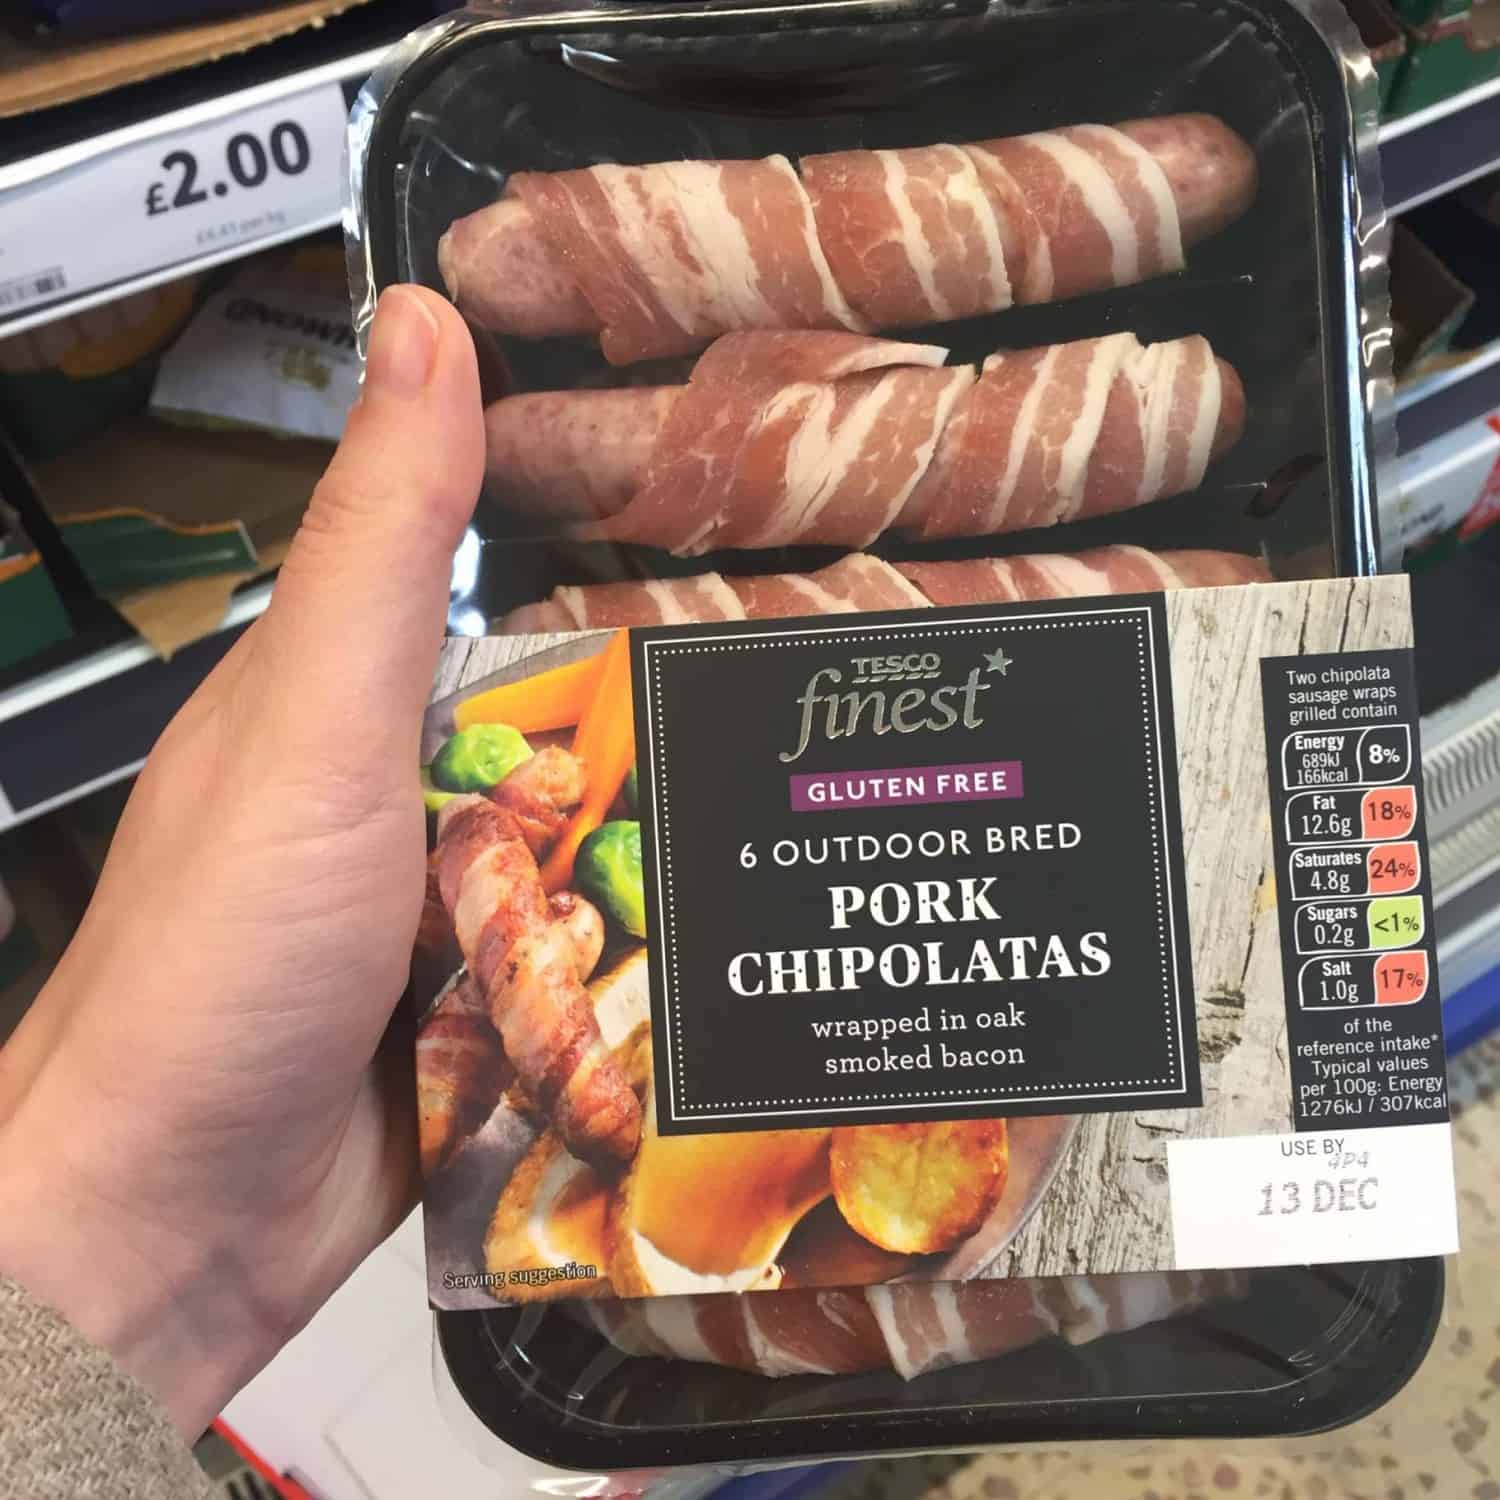 £2.00
TESCO
finest*
GLUTEN FREE
6 OUTDOOR BRED
PORK
CHIPOLATAS
wrapped in oak
smoked bacon
Serving suggestion
Two chipolata
sausage wraps
grilled contain
Energy
689kJ
166kcal
8%
Fat
12.6g
18%
Saturates
4.8g
24%
Sugars
0.2g
<1%
Salt
1.0g
17%
of the
reference intake*
Typical values
per 100g: Energy
1276kJ / 307kcal
USE BY
4P4
13 DEC